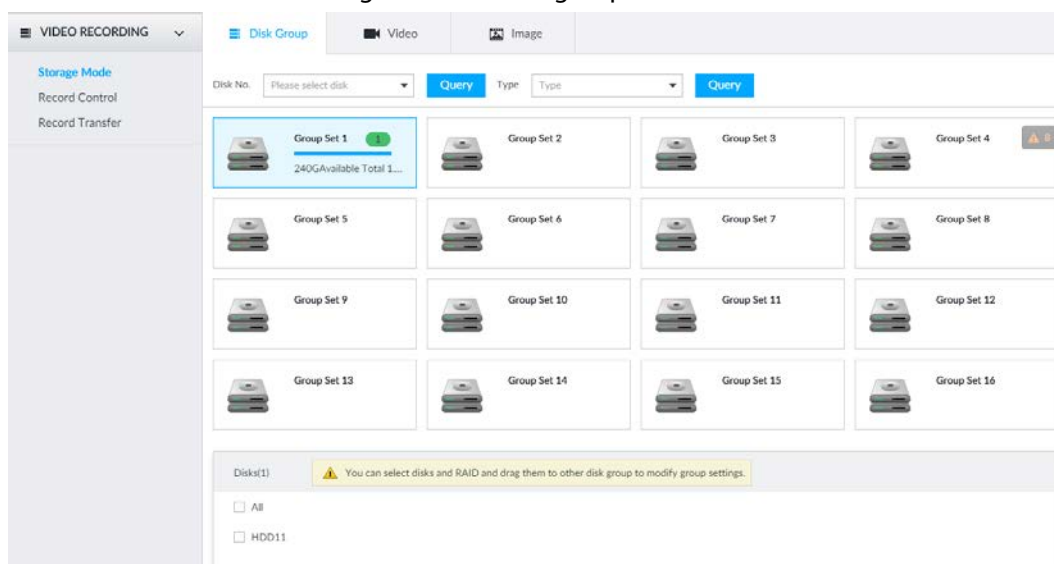 VIDEO RECORDING
Storage Mode
Record Control
Record Transfer
Disk Group Video Image
Disk No. Please select disk Query Type Type Query
Group Set 1 1
240GAvailable Total 1...
Group Set 2
Group Set 3
Group Set 4
Group Set 5
Group Set 6
Group Set 7
Group Set 8
Group Set 9
Group Set 10
Group Set 11
Group Set 12
Group Set 13
Group Set 14
Group Set 15
Group Set 16
Disks(1) You can select disks and RAID and drag them to other disk group to modify group settings.
All
HDD11